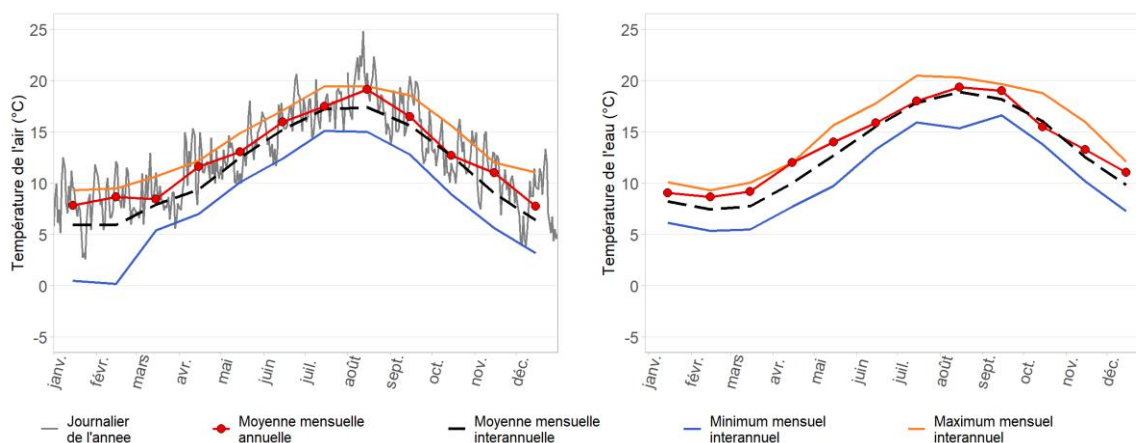 Température de l'air (°C)
25
20
15
10
5
0
-5
janv.
févr.
mars
avr.
mai
juin
juil.
août
sept.
oct.
nov.
déc.
Température de l'eau (°C)
25
20
15
10
5
0
-5
janv.
févr.
mars
avr.
mai
juin
juil.
août
sept.
oct.
nov.
déc.
Journalier
de l'annee
Moyenne mensuelle
annuelle
Moyenne mensuelle
interannuelle
Minimum mensuel
interannuel
Maximum mensuel
interannuel